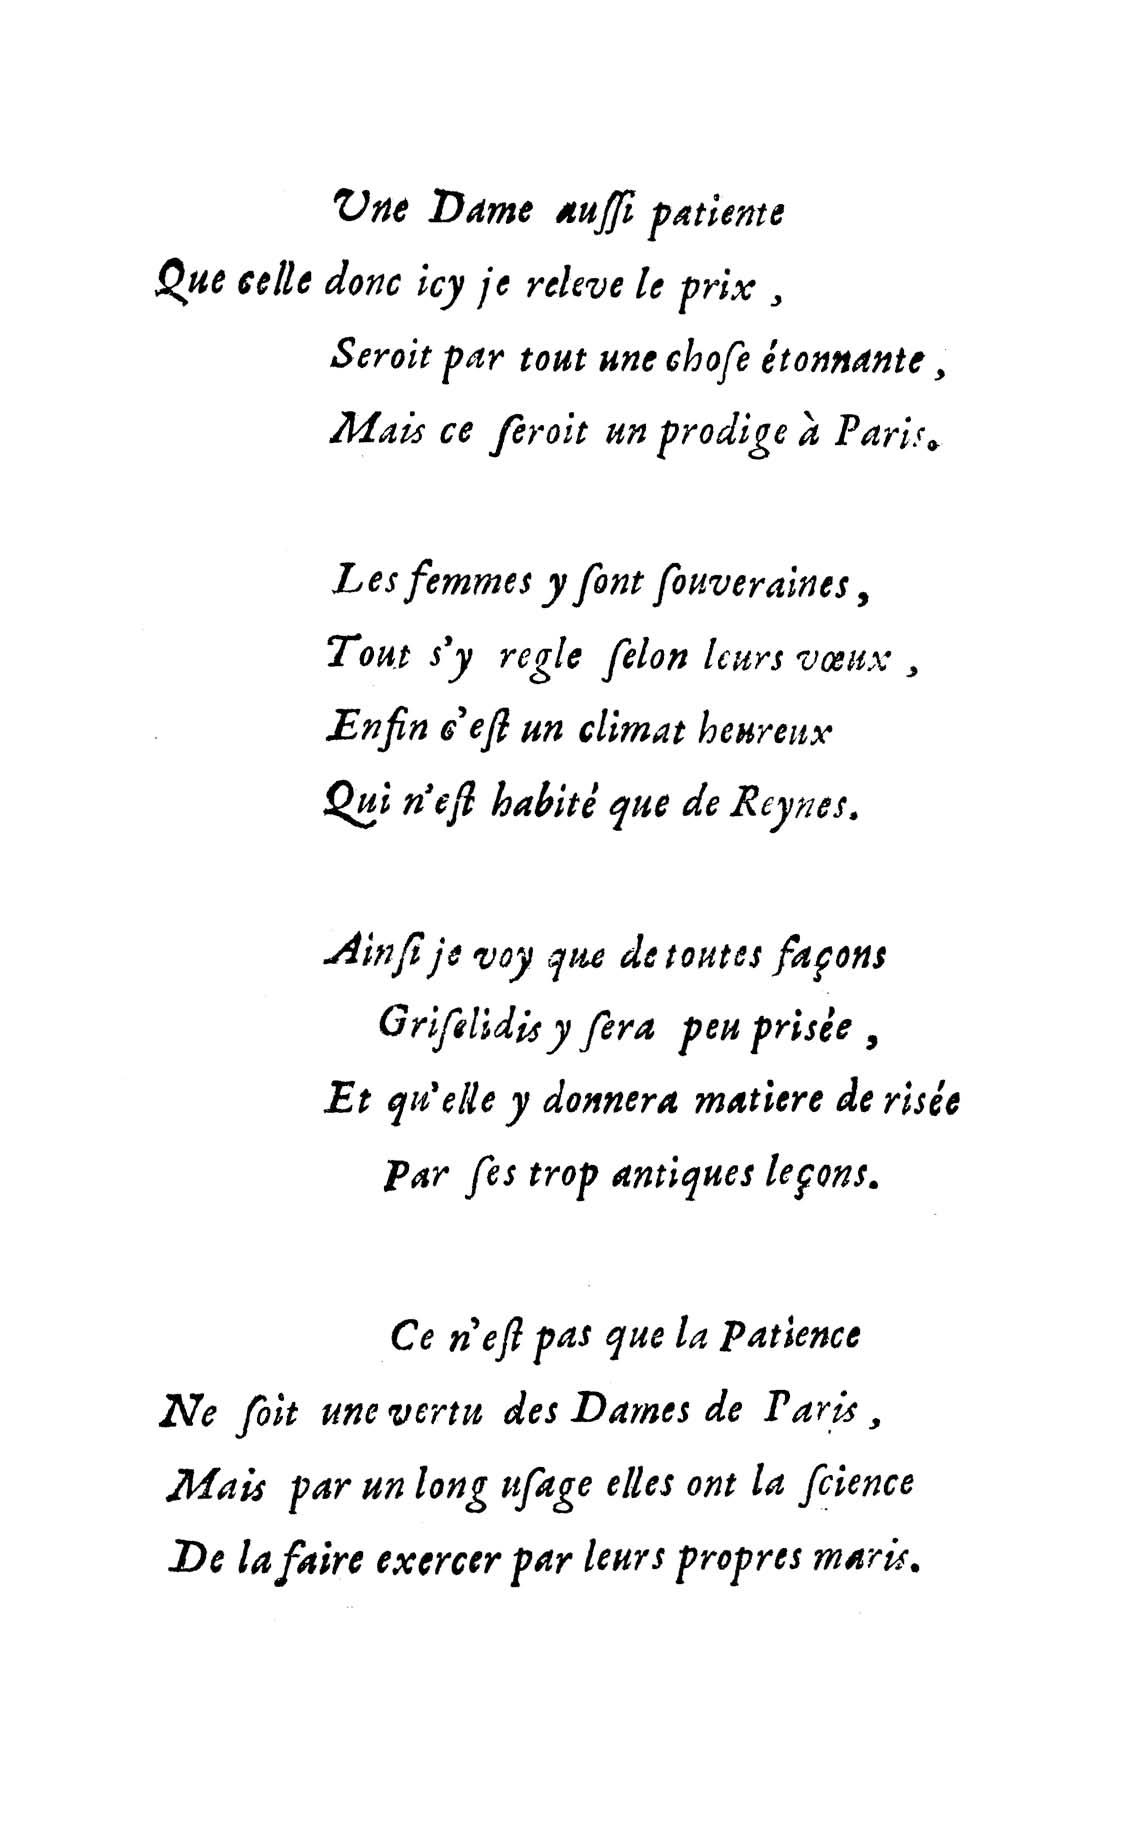 Une Dame auſſi patiente
Que celle donc icy je releve le prix ,
Seroit par tout une choſe étonnante ,
Mais ce ſeroit un prodige à Paris.
Les femmes y ſont ſouveraines ,
Tout s'y regle ſelon leurs vœux ,
Enfin c'eſt un climat heureux
Qui n'eſt habité que de Reynes.
Ainſi je voy que de toutes façons
Griſelidis y ſera peu prisée ,
Et qu'elle y donnera matiere de risée
Par ſes trop antiques leçons.
Ce n'eſt pas que la Patience
Ne ſoit une vertu des Dames de Paris ,
Mais par un long uſage elles ont la ſcience
De la faire exercer par leurs propres maris.